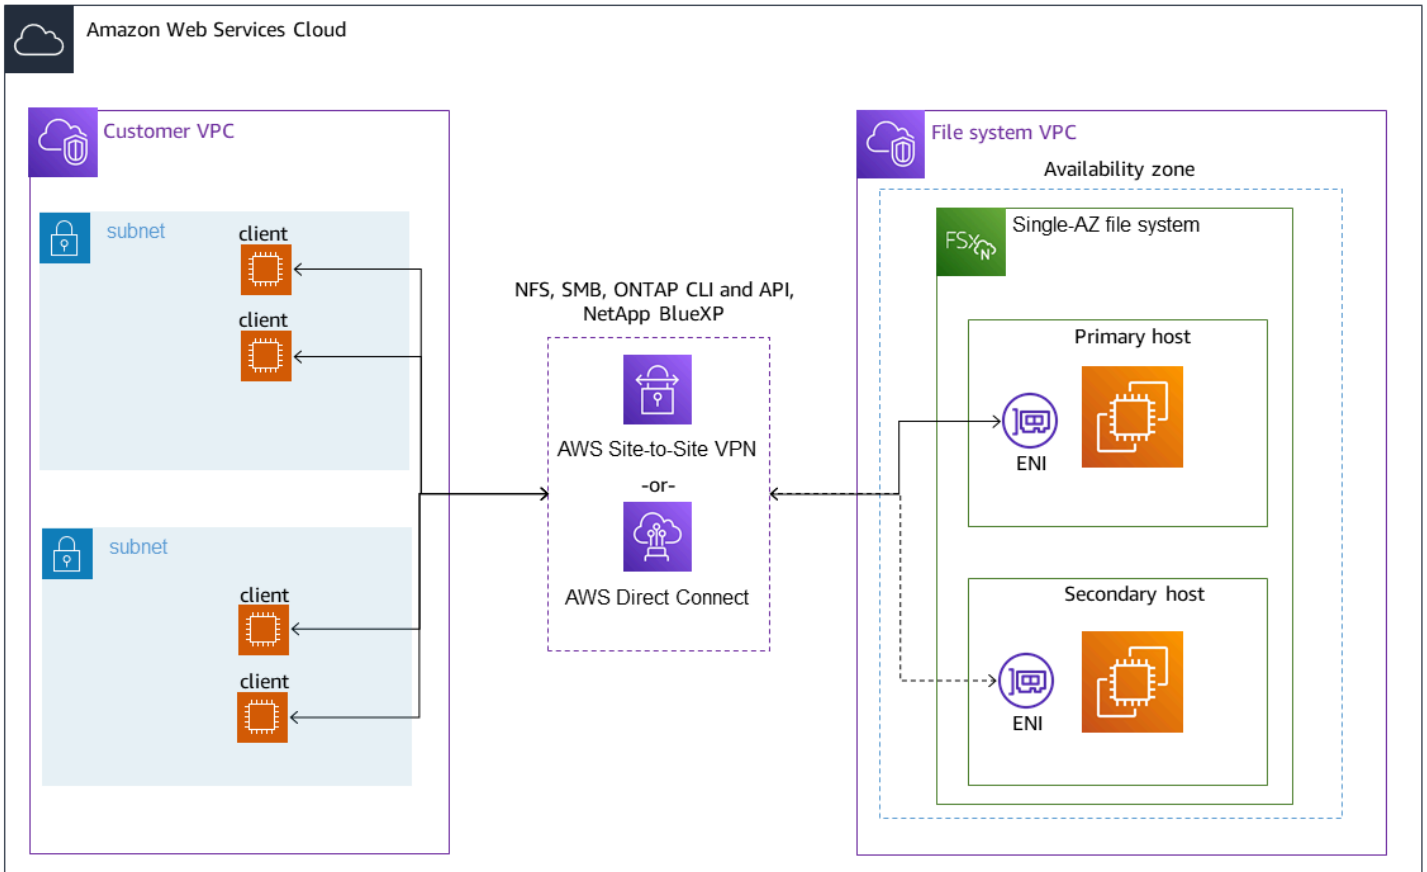 Amazon Web Services Cloud
Customer VPC
subnet
client
client
subnet
client
client
NFS, SMB, ONTAP CLI and API,
NetApp BlueXP
AWS Site-to-Site VPN
-or-
AWS Direct Connect
File system VPC
Availability zone
FSx
N
Single-AZ file system
Primary host
ENI
Secondary host
ENI